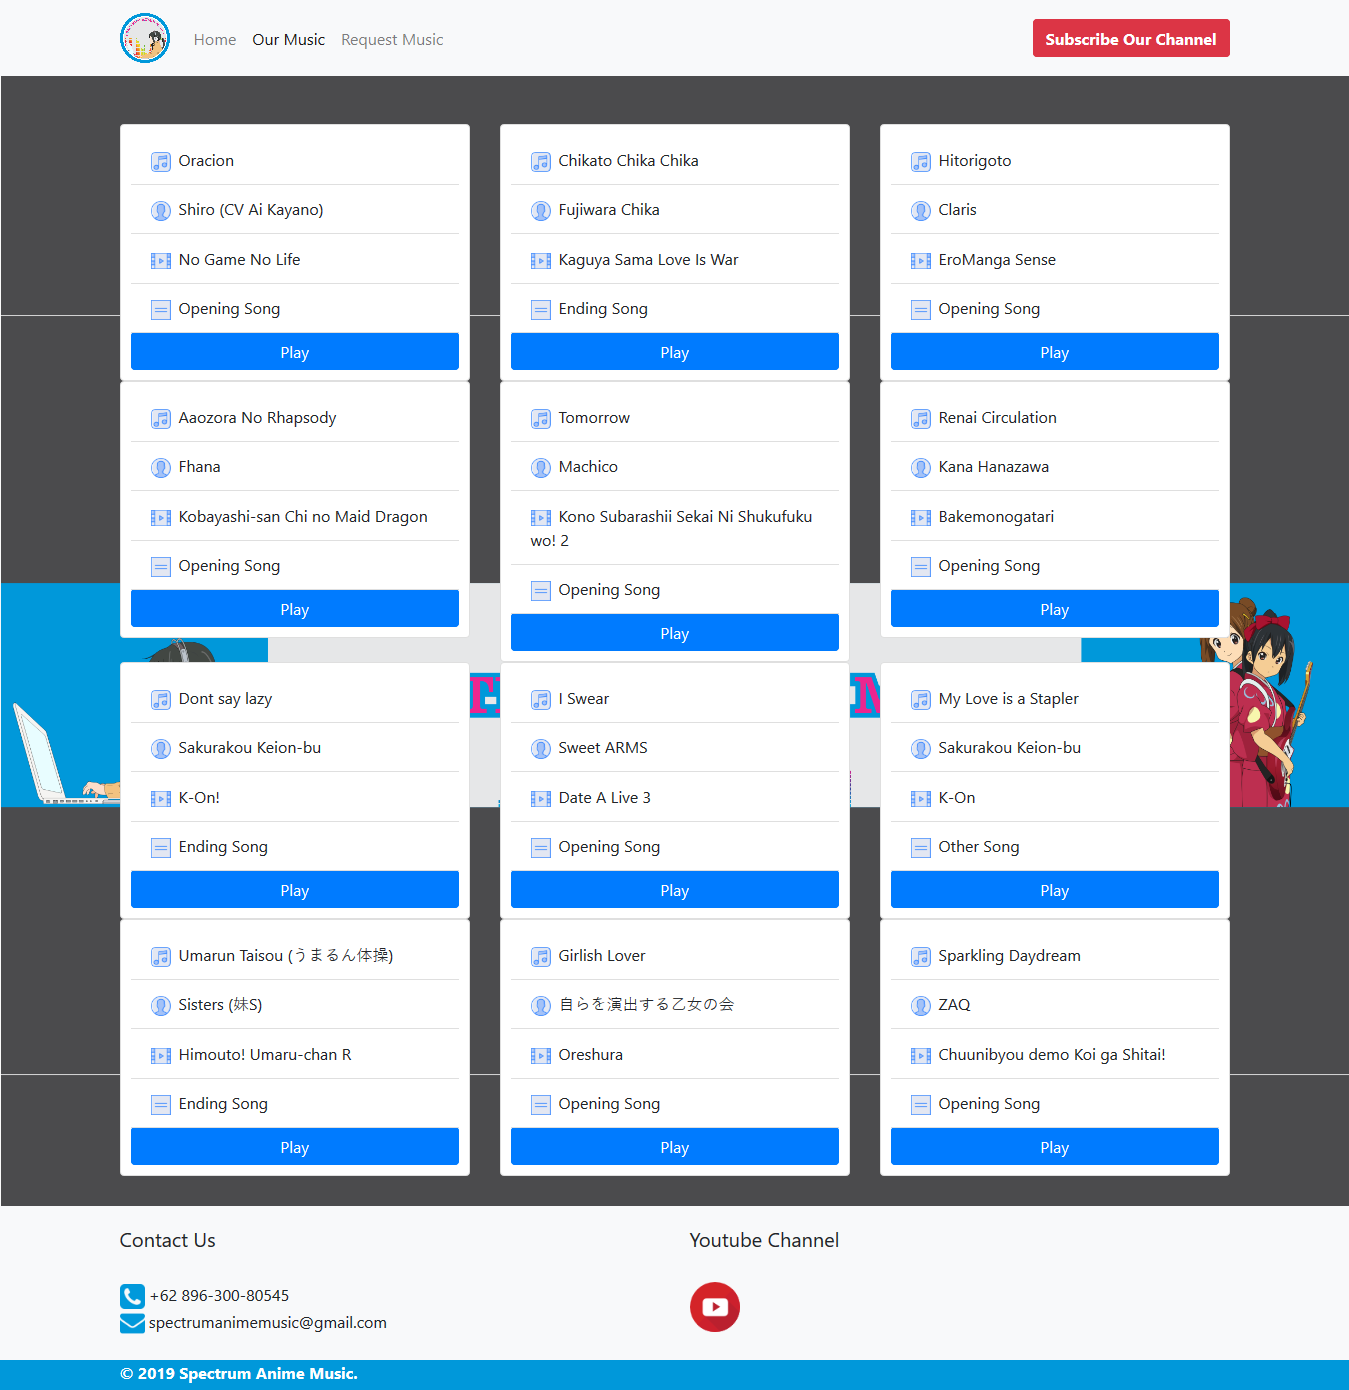 Home Our Music Request Music Subscribe Our Channel
Oracion
Shiro (CV Ai Kayano)
No Game No Life
Opening Song
Play
Chikato Chika Chika
Fujiwara Chika
Kaguya Sama Love Is War
Ending Song
Play
Hitorigoto
Claris
EroManga Sense
Opening Song
Play
Aaozora No Rhapsody
Fhana
Kobayashi-san Chi no Maid Dragon
Opening Song
Play
Tomorrow
Machico
Kono Subarashii Sekai Ni Shukufuku
wo! 2
Opening Song
Play
Renai Circulation
Kana Hanazawa
Bakemonogatari
Opening Song
Play
Dont say lazy
Sakurakou Keion-bu
K-On!
Ending Song
Play
I Swear
Sweet ARMS
Date A Live 3
Opening Song
Play
My Love is a Stapler
Sakurakou Keion-bu
K-On
Other Song
Play
Umarun Taisou (うまるん体操)
Sisters (妹S)
Himouto! Umaru-chan R
Ending Song
Play
Girlish Lover
自らを演出する乙女の会
Oreshura
Opening Song
Play
Sparkling Daydream
ZAQ
Chuunibyou demo Koi ga Shitai!
Opening Song
Play
Contact Us
+62 896-300-80545
spectrumanimemusic@gmail.com
Youtube Channel
© 2019 Spectrum Anime Music.